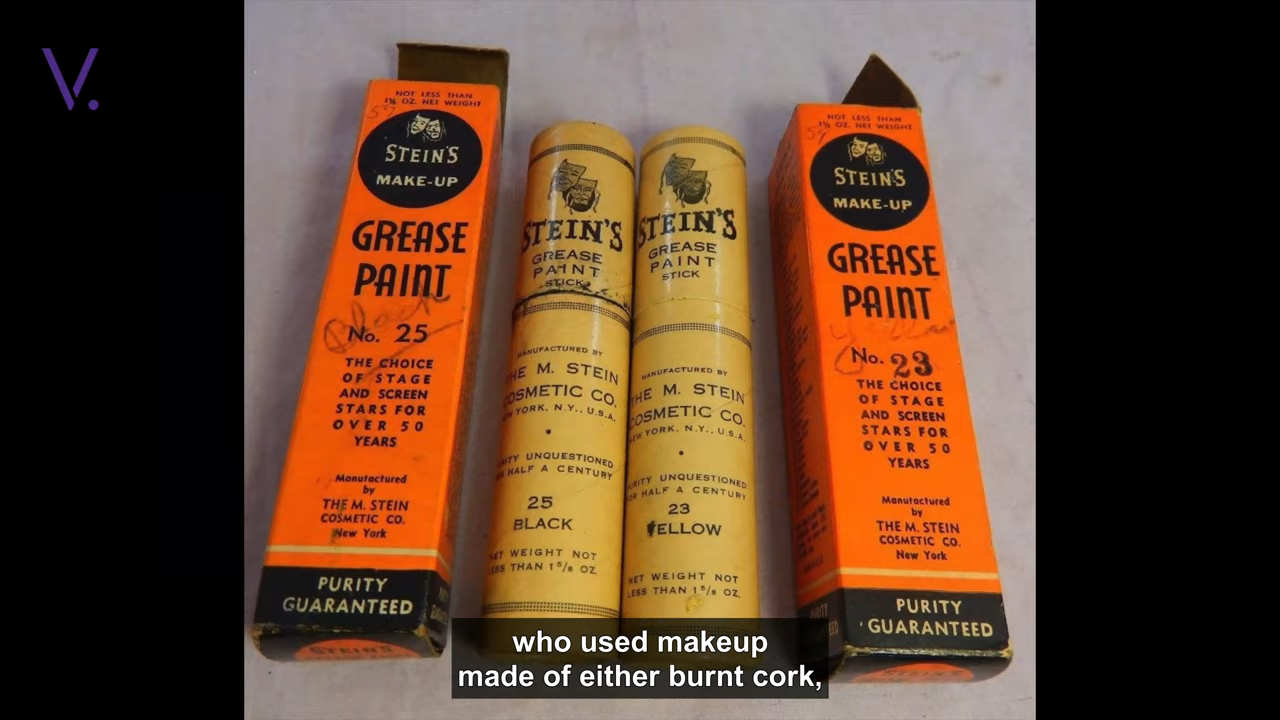 V.
NOT LESS THAN
1⅝ OZ. NET WEIGHT
STEIN'S
MAKE-UP
GREASE
PAINT
Black
No. 25
THE CHOICE
OF STAGE
AND SCREEN
STARS FOR
OVER 50
YEARS
Manufactured
by
THE M. STEIN
COSMETIC CO.
New York
PURITY
GUARANTEED
STEIN'S
STEIN'S
GREASE
PAINT
STICK
MANUFACTURED BY
THE M. STEIN
COSMETIC CO.
NEW YORK, N.Y., U.S.A.
PURITY UNQUESTIONED
FOR HALF A CENTURY
25
BLACK
NET WEIGHT NOT
LESS THAN 1⅝ OZ.
STEIN'S
GREASE
PAINT
STICK
MANUFACTURED BY
THE M. STEIN
COSMETIC CO.
NEW YORK, N.Y., U.S.A.
PURITY UNQUESTIONED
FOR HALF A CENTURY
23
YELLOW
NET WEIGHT NOT
LESS THAN 1⅝ OZ.
NOT LESS THAN
1⅝ OZ. NET WEIGHT
STEIN'S
MAKE-UP
GREASE
PAINT
Yellow
No. 23
THE CHOICE
OF STAGE
AND SCREEN
STARS FOR
OVER 50
YEARS
Manufactured
by
THE M. STEIN
COSMETIC CO.
New York
PURITY
GUARANTEED
who used makeup
made of either burnt cork,